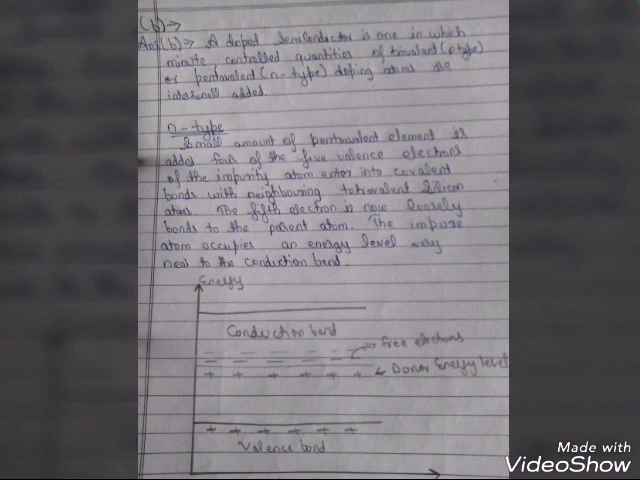 (b)→
Ans(b)→ A doped Semiconductor is one in which
minute controlled quantities of trivalent (p type)
or pentavalent (n-type) doping atoms are
intetionall added.
n-type
Small amount of pentavalent element is
added four of the five valence electrons
of the impurity atom enter into covalent
bonds with neighbouring tetravalent Silicon
atoms. The fifth electron is now loosely
bonds to the parent atom. The impure
atom occupies an energy level very
near to the conduction band.
Energy
Conduction band
free elctrons
+ + + + + + Donor Energy level
+ + + + + +
Valence band
Made with
VideoShow